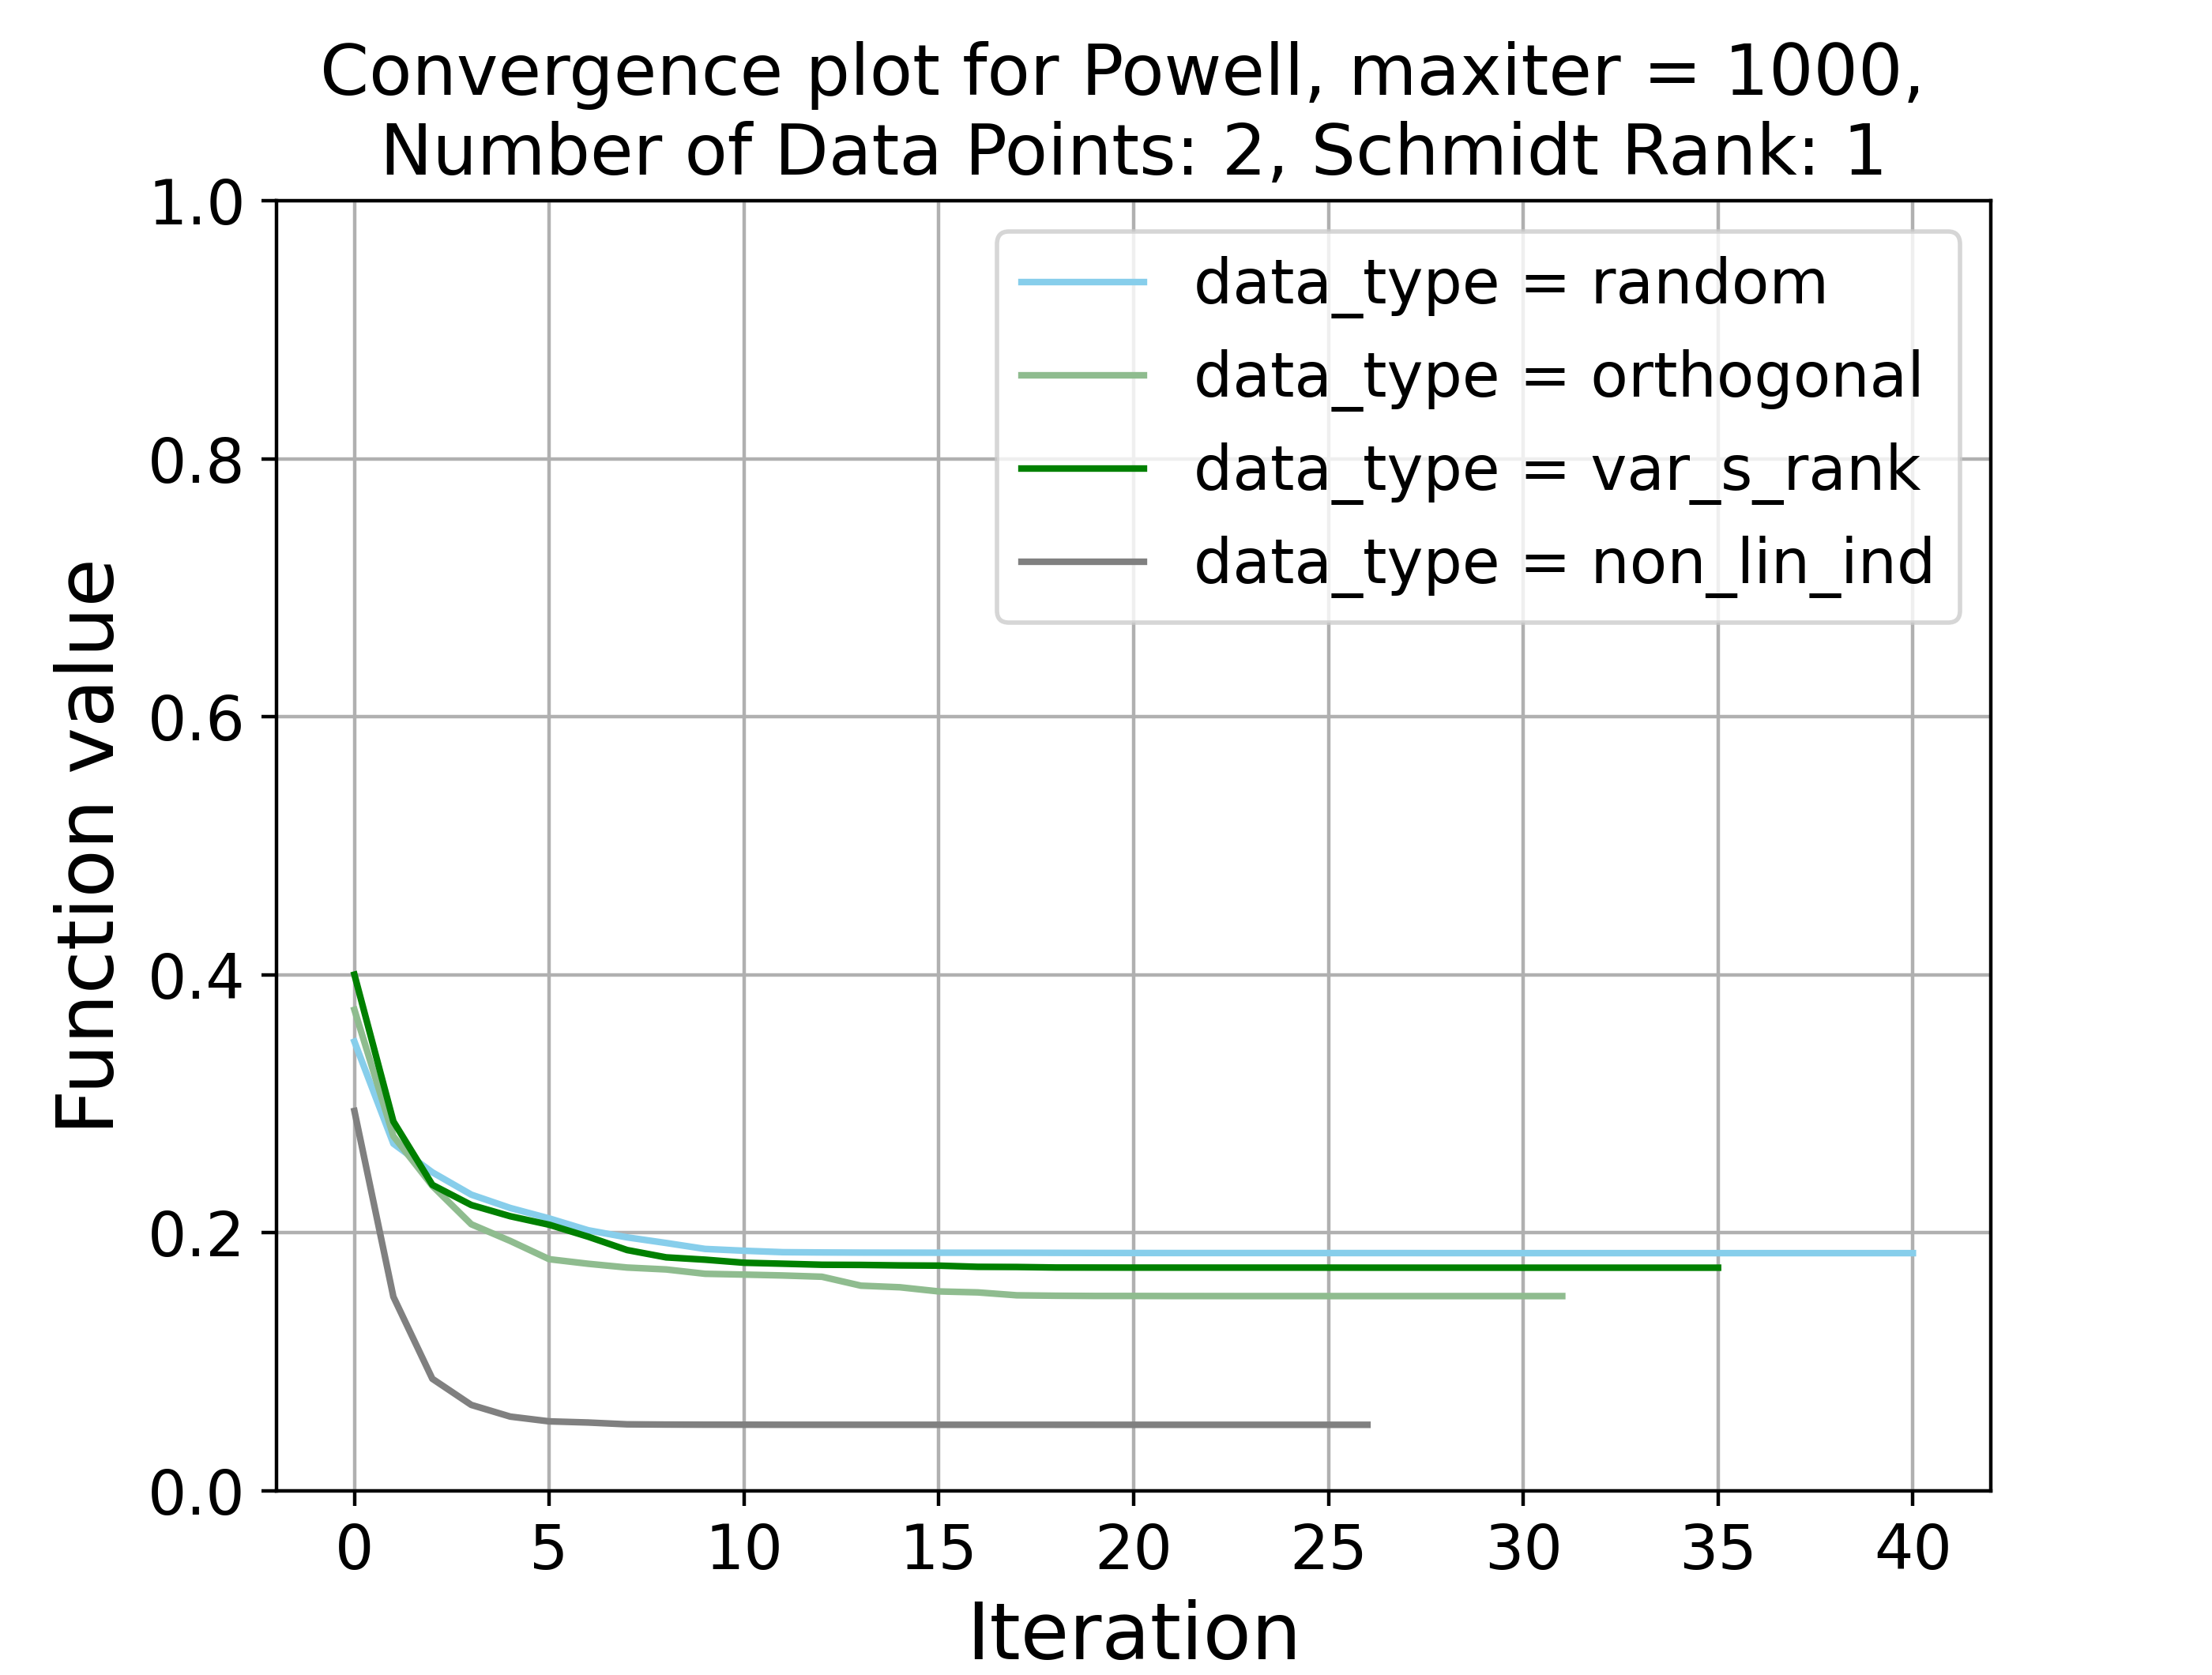 Convergence plot for Powell, maxiter = 1000,
Number of Data Points: 2, Schmidt Rank: 1
1.0
0.8
0.6
0.4
0.2
0.0
Function value
data_type = random
data_type = orthogonal
data_type = var_s_rank
data_type = non_lin_ind
0 5 10 15 20 25 30 35 40
Iteration